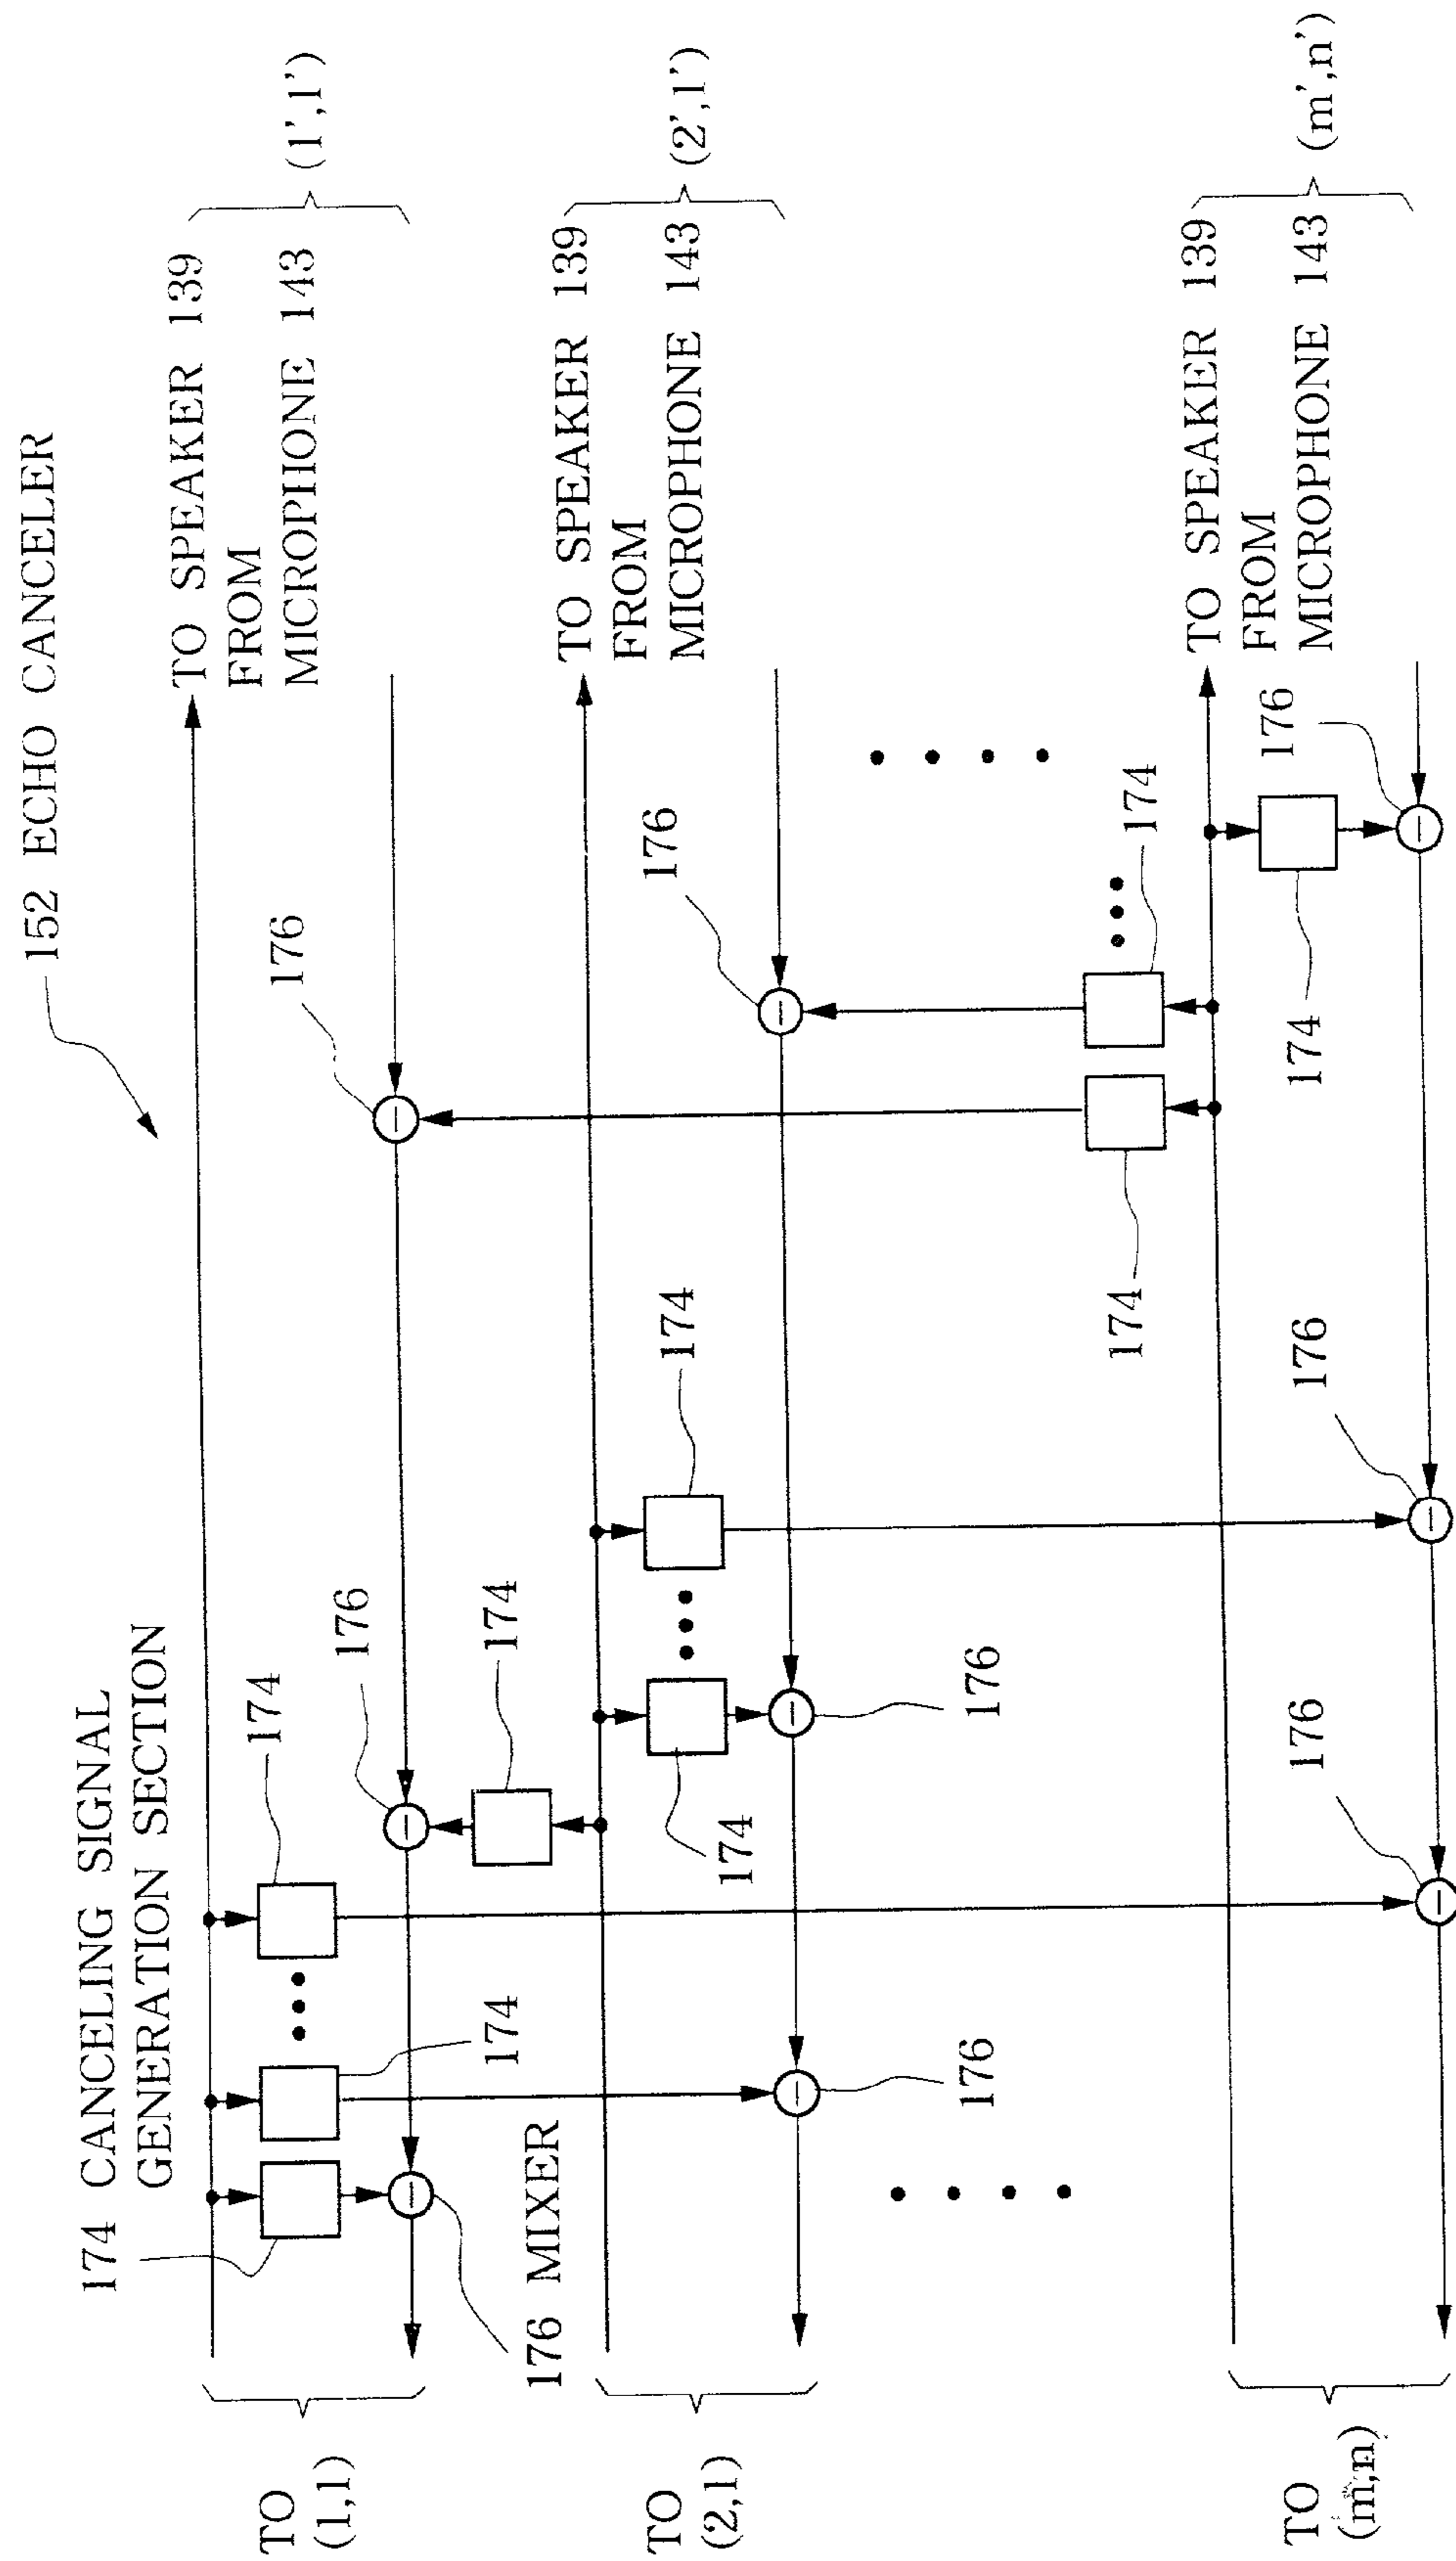 152 ECHO CANCELER
174 CANCELING SIGNAL
GENERATION SECTION
TO SPEAKER 139
FROM
MICROPHONE 143
(1',1')
174
176
176
174
174
176 MIXER
TO
(1,1)
TO SPEAKER 139
FROM
MICROPHONE 143
(2',1')
174
176
174
176
176
TO
(2,1)
TO SPEAKER 139
FROM
MICROPHONE 143
(m',n')
174
174
176
174
176
176
TO
(m,n)